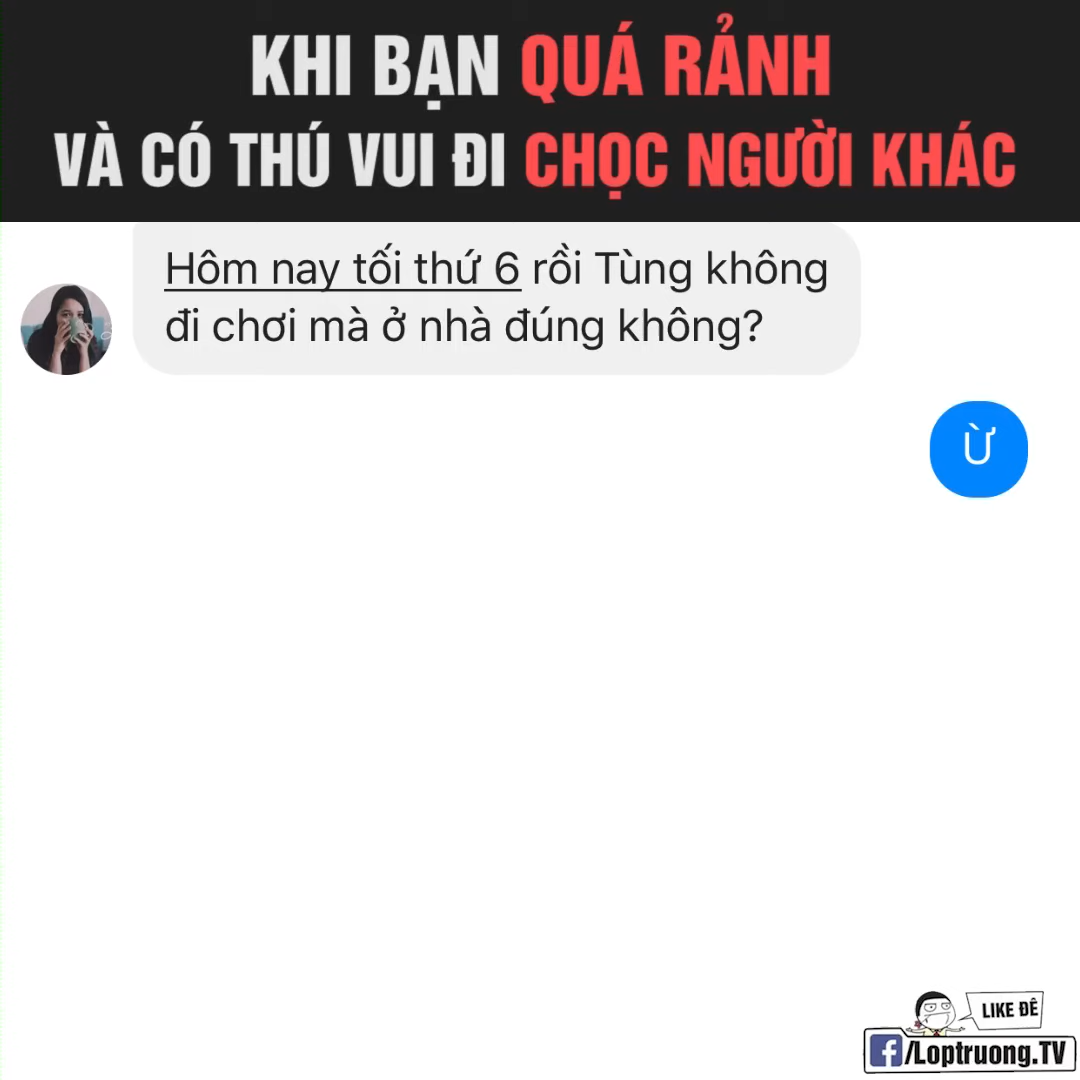 KHI BẠN QUÁ RẢNH
VÀ CÓ THÚ VUI ĐI CHỌC NGƯỜI KHÁC
Hôm nay tối thứ 6 rồi Tùng không
đi chơi mà ở nhà đúng không?
Ừ
LIKE ĐÊ
f/Loptruong.TV